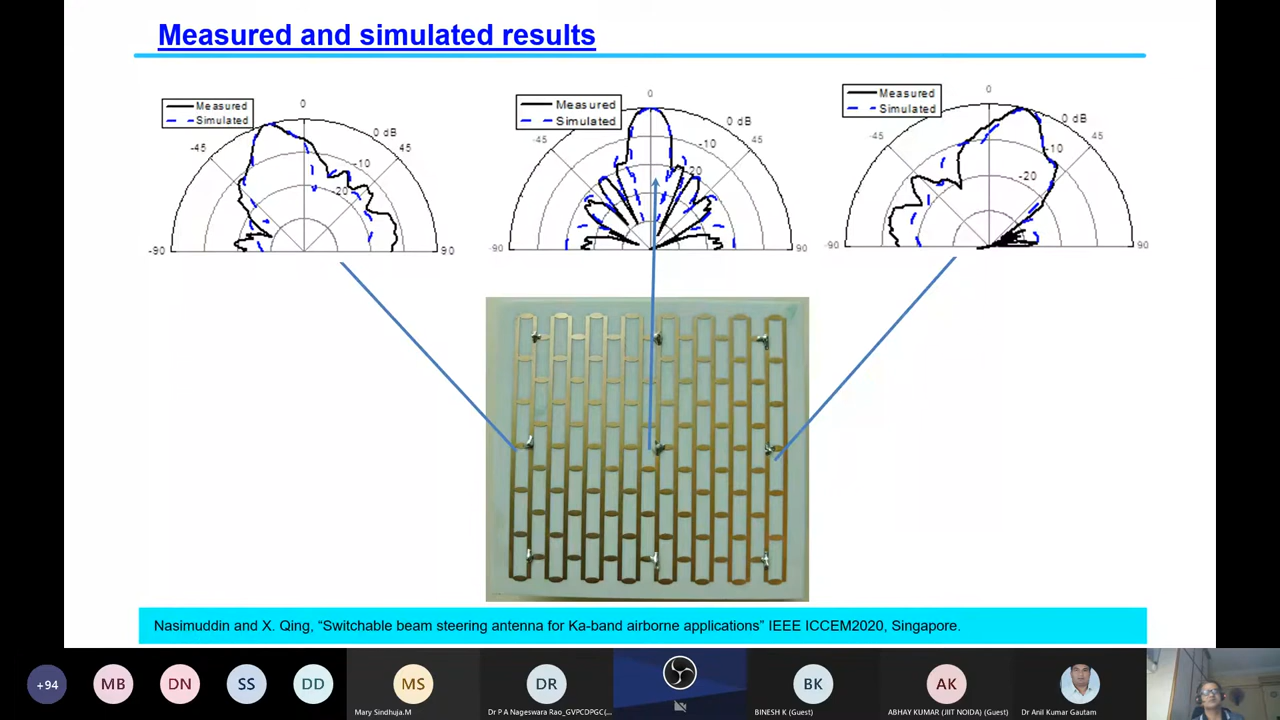 Measured and simulated results
Measured
Simulated
0
0 dB
-45
45
-10
-20
-90
90
Measured
Simulated
0
0 dB
-45
45
-10
20
-90
90
Measured
Simulated
0
0 dB
-45
45
-10
-20
-90
90
Nasimuddin and X. Qing, “Switchable beam steering antenna for Ka-band airborne applications” IEEE ICCEM2020, Singapore.
+94
MB
DN
SS
DD
MS
Mary Sindhuja.M
DR
Dr P A Nageswara Rao_GVPCDPGC(...
BK
BINESH K (Guest)
AK
ABHAY KUMAR (JIIT NOIDA) (Guest)
Dr Anil Kumar Gautam